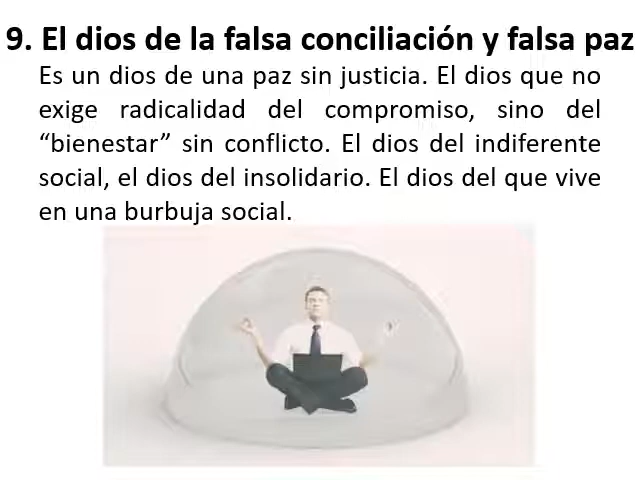 9. El dios de la falsa conciliación y falsa paz
Es un dios de una paz sin justicia. El dios que no
exige radicalidad del compromiso, sino del
“bienestar” sin conflicto. El dios del indiferente
social, el dios del insolidario. El dios del que vive
en una burbuja social.